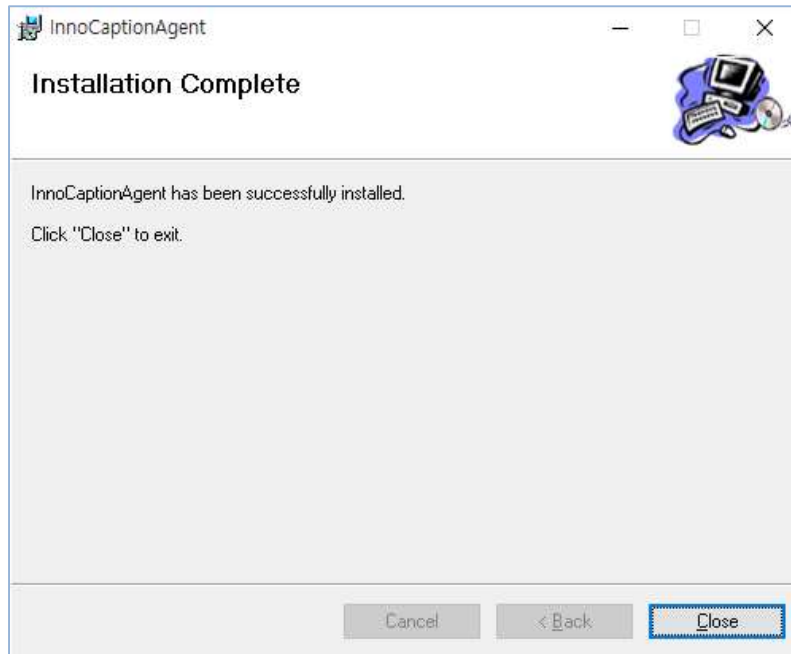 InnoCaptionAgent
Installation Complete
InnoCaptionAgent has been successfully installed.
Click "Close" to exit.
Cancel
< Back
Close